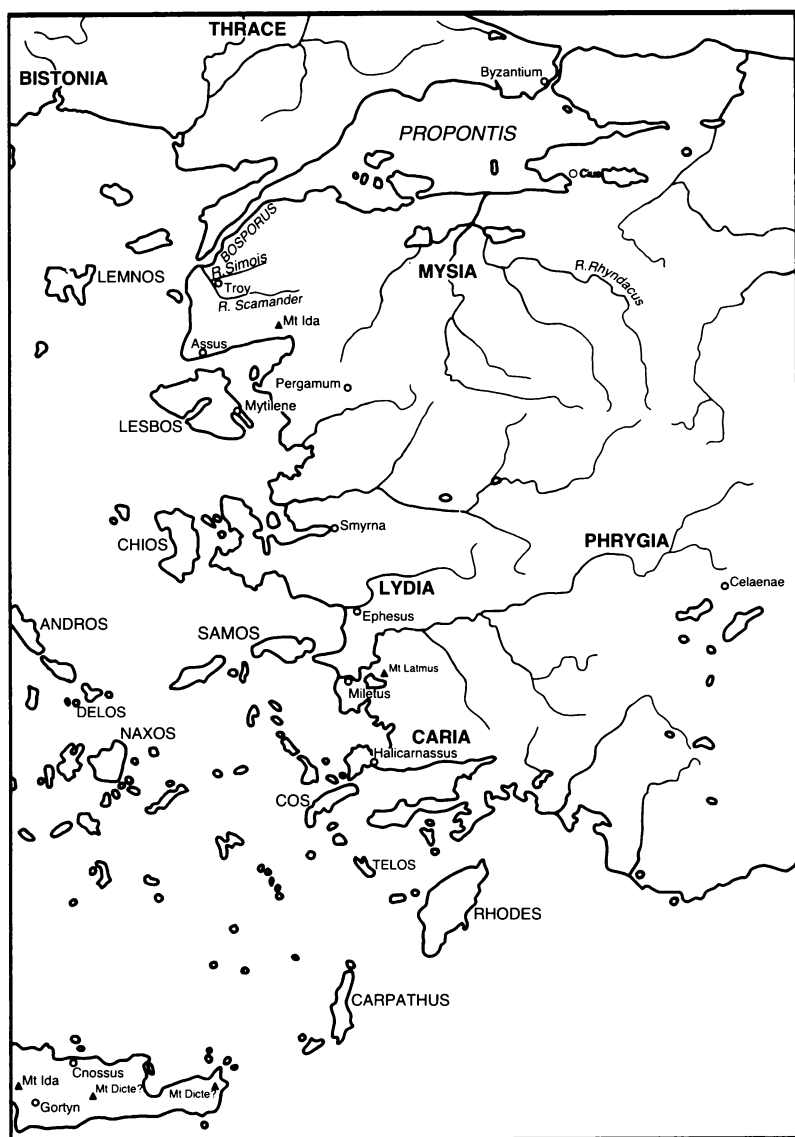 THRACE
BISTONIA
Byzantium
PROPONTIS
Cius
BOSPORUS
R. Simois
LEMNOS
Troy
MYSIA
R. Rhyndacus
R. Scamander
Mt Ida
Assus
Pergamum
Mytilene
LESBOS
Smyrna
CHIOS
PHRYGIA
LYDIA
Celaenae
Ephesus
ANDROS
SAMOS
Mt Latmus
Miletus
DELOS
NAXOS
CARIA
Halicarnassus
COS
TELOS
RHODES
CARPATHUS
Cnossus
Mt Ida
Mt Dicte?
Mt Dicte?
Gortyn